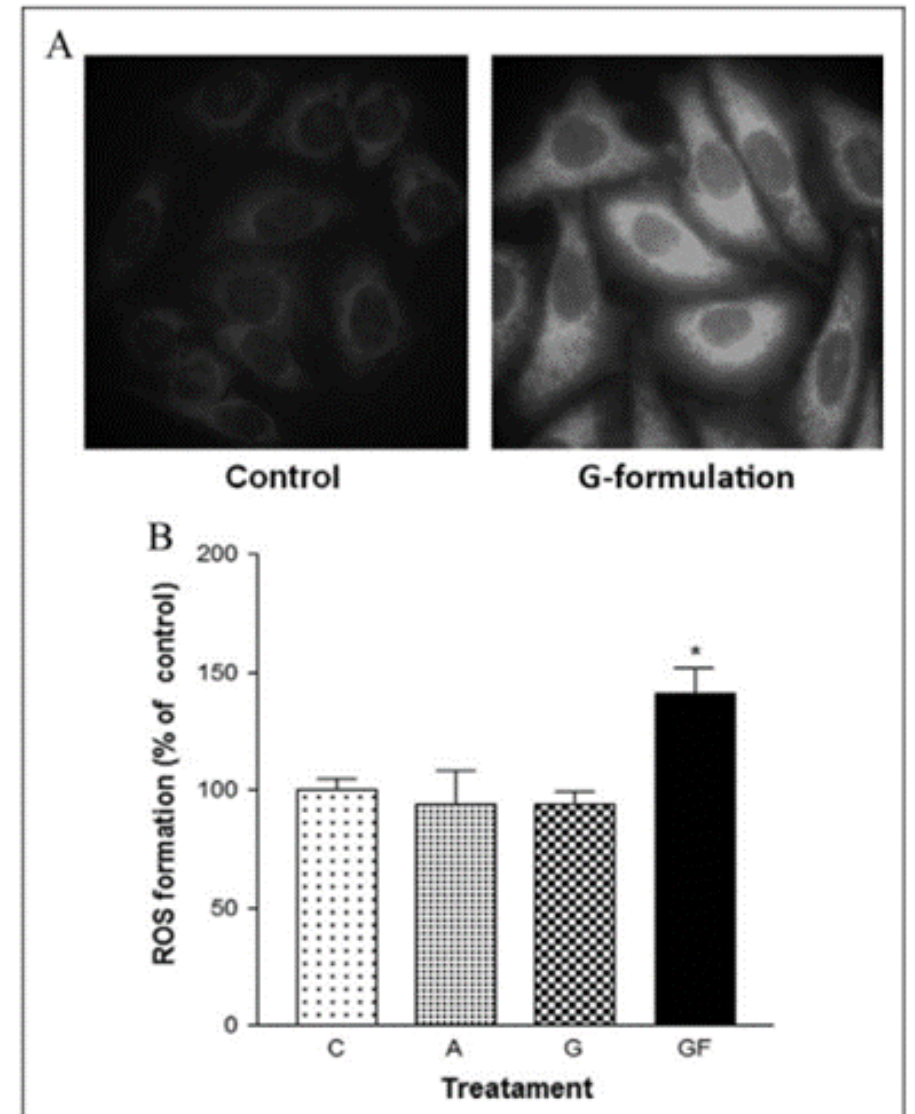 A
Control
G-formulation
B
ROS formation (% of control)
200
150
100
50
0
*
C
A
G
GF
Treatament